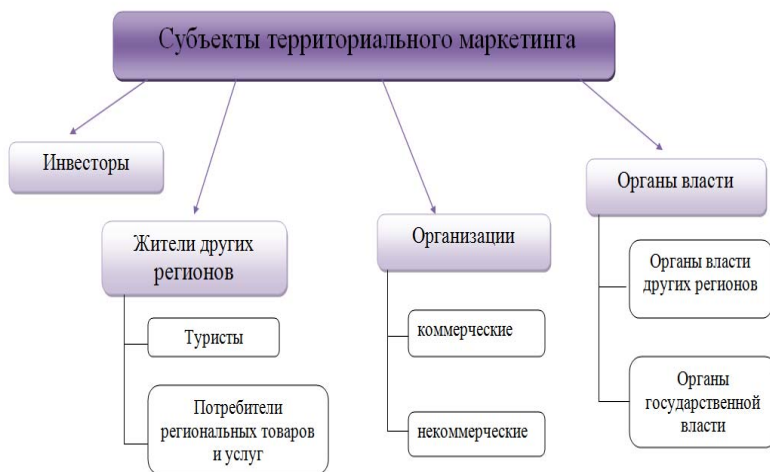 Субъекты территориального маркетинга
Инвесторы
Жители других
регионов
Туристы
Потребители
региональных товаров
и услуг
Организации
коммерческие
некоммерческие
Органы власти
Органы власти
других регионов
Органы
государственной
власти